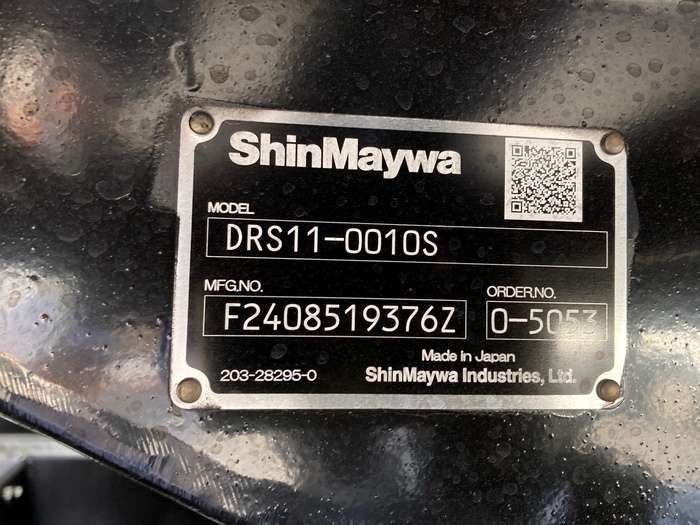 ShinMaywa
MODEL
DRS11-0010S
MFG.NO. ORDER.NO.
F2408519376Z 0-5053
Made in Japan
203-28295-0 ShinMaywa Industries, Ltd.